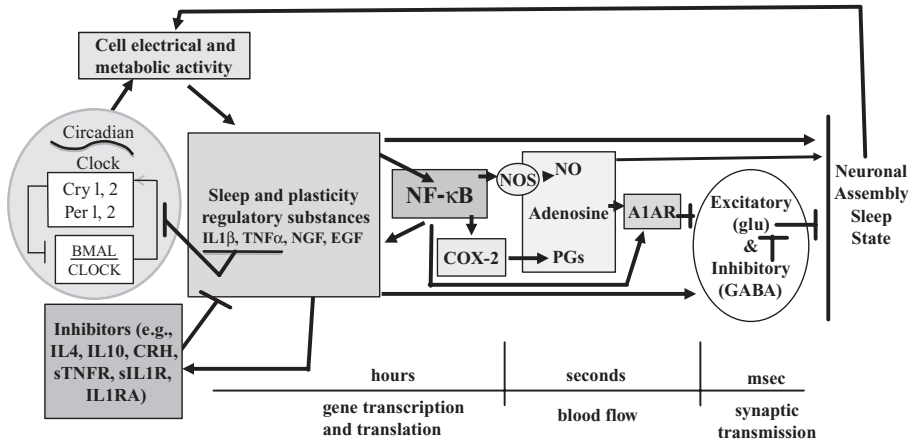 Cell electrical and
metabolic activity
Circadian
Clock
Cry 1, 2
Per 1, 2
BMAL
CLOCK
Sleep and plasticity
regulatory substances
IL1β, TNFα, NGF, EGF
Inhibitors (e.g.,
IL4, IL10, CRH,
sTNFR, sIL1R,
IL1RA)
NF-κB
COX-2
NOS
NO
Adenosine
PGs
A1AR
Excitatory
(glu)
&
Inhibitory
(GABA)
Neuronal
Assembly
Sleep
State
hours
seconds
msec
gene transcription
and translation
blood flow
synaptic
transmission